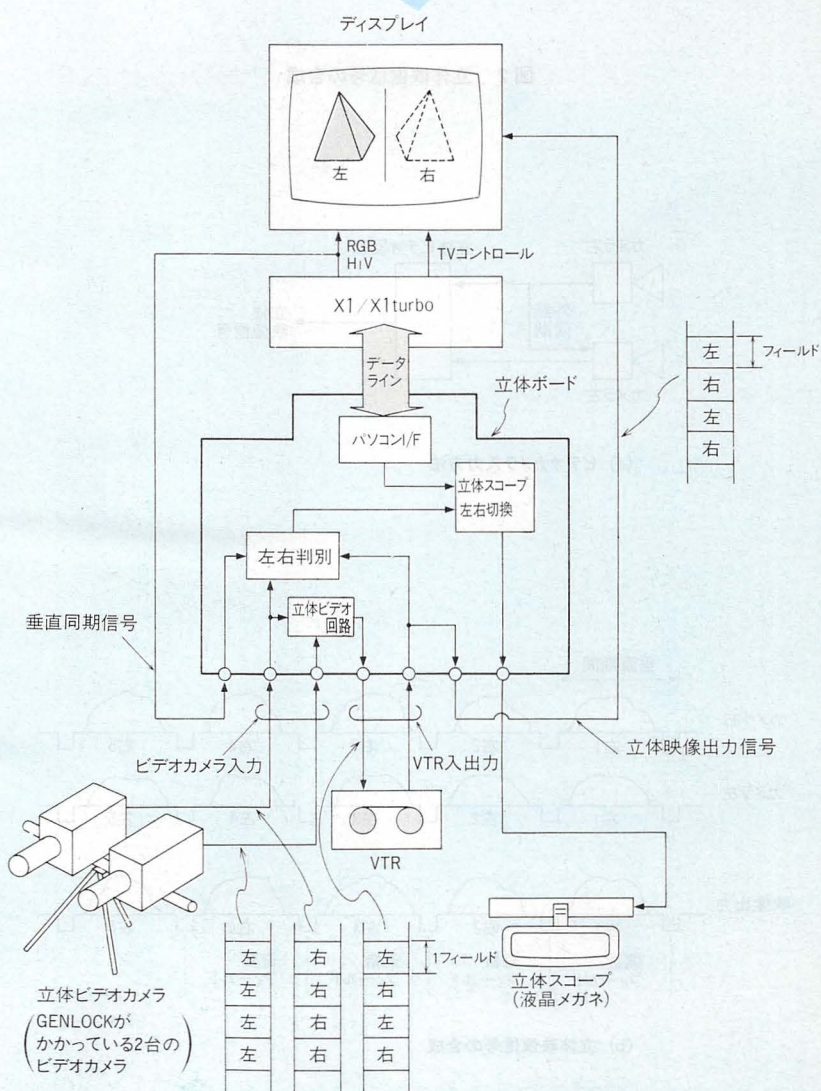 ディスプレイ
左
右
RGB
HıV
TVコントロール
X1/X1turbo
データ
ライン
立体ボード
左
右
左
右
フィールド
パソコンI/F
立体スコープ
左右切換
左右判別
立体ビデオ
回路
垂直同期信号
ビデオカメラ入力
VTR入出力
立体映像出力信号
VTR
立体ビデオカメラ
(GENLOCKが
かかっている2台の
ビデオカメラ)
左 右 左
左 右 右
左 右 左
左 右 右
1フィールド
立体スコープ
(液晶メガネ)